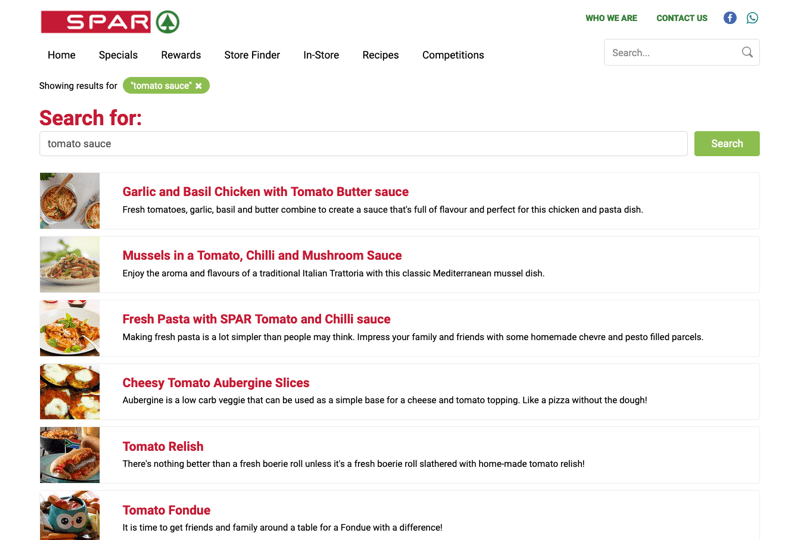 SPAR
WHO WE ARE
CONTACT US
Home
Specials
Rewards
Store Finder
In-Store
Recipes
Competitions
Search...
Showing results for
"tomato sauce" ×
Search for:
tomato sauce
Search
Garlic and Basil Chicken with Tomato Butter sauce
Fresh tomatoes, garlic, basil and butter combine to create a sauce that's full of flavour and perfect for this chicken and pasta dish.
Mussels in a Tomato, Chilli and Mushroom Sauce
Enjoy the aroma and flavours of a traditional Italian Trattoria with this classic Mediterranean mussel dish.
Fresh Pasta with SPAR Tomato and Chilli sauce
Making fresh pasta is a lot simpler than people may think. Impress your family and friends with some homemade chevre and pesto filled parcels.
Cheesy Tomato Aubergine Slices
Aubergine is a low carb veggie that can be used as a simple base for a cheese and tomato topping. Like a pizza without the dough!
Tomato Relish
There's nothing better than a fresh boerie roll unless it's a fresh boerie roll slathered with home-made tomato relish!
Tomato Fondue
It is time to get friends and family around a table for a Fondue with a difference!